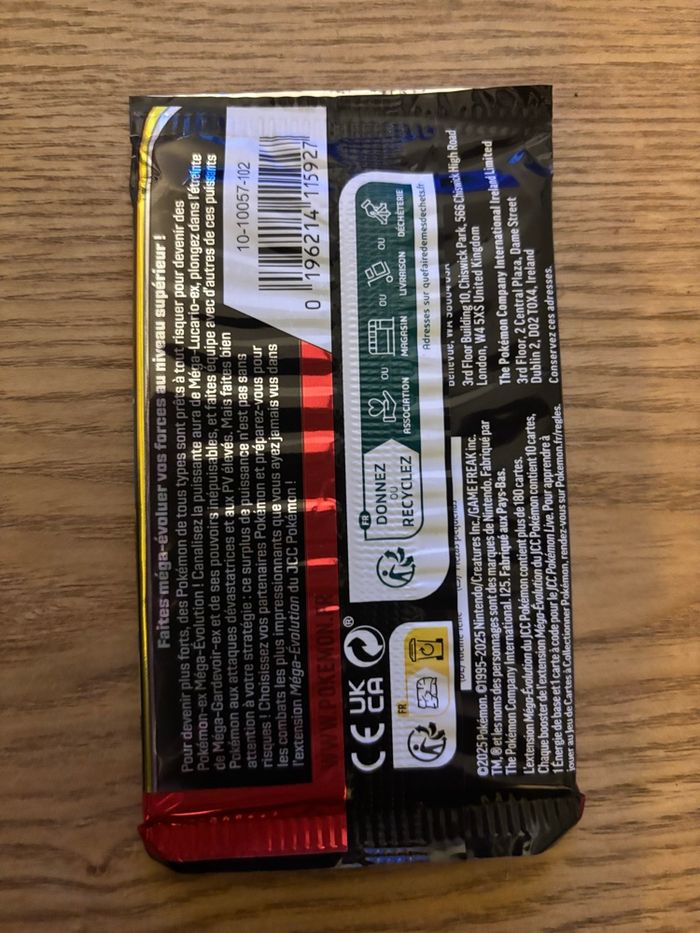 Faites méga-évoluer vos forces au niveau supérieur !
Pour devenir plus forts, des Pokémon de tous types sont prêts à tout risquer pour devenir des
Pokémon-ex Méga-Évolution ! Canalisez la puissante aura de Méga-Lucario-ex, plongez dans l'étreinte
de Méga-Gardevoir-ex et de ses pouvoirs inépuisables, et faites équipe avec d'autres de ces puissants
Pokémon aux attaques dévastatrices et aux PV élevés. Mais faites bien
attention à votre stratégie : ce surplus de puissance n'est pas sans
risques ! Choisissez vos partenaires Pokémon et préparez-vous pour
les combats les plus impressionnants que vous ayez jamais vus dans
l'extension Méga-Évolution du JCC Pokémon !
WWW.POKEMON.FR
10-10057-102
0 196214 115927
CE UK CA
®
FR
FR
DONNEZ
OU
RECYCLEZ
ASSOCIATION OU MAGASIN OU LIVRAISON OU DÉCHÈTERIE
Adresses sur quefairedemesdechets.fr
3rd Floor Building 10, Chiswick Park, 566 Chiswick High Road
London, W4 5XS United Kingdom
The Pokémon Company International Ireland Limited
3rd Floor, 2 Central Plaza, Dame Street
Dublin 2, D02 T0X4, Ireland
Conservez ces adresses.
©2025 Pokémon. ©1995-2025 Nintendo/Creatures Inc./GAME FREAK inc.
TM, ® et les noms des personnages sont des marques de Nintendo. Fabriqué par
The Pokémon Company International. 125. Fabriqué aux Pays-Bas.
L'extension Méga-Évolution du JCC Pokémon contient plus de 180 cartes.
Chaque booster de l'extension Méga-Évolution du JCC Pokémon contient 10 cartes,
1 Énergie de base et 1 carte à code pour le JCC Pokémon Live. Pour apprendre à
jouer au Jeu de Cartes à Collectionner Pokémon, rendez-vous sur Pokemon.fr/regles.